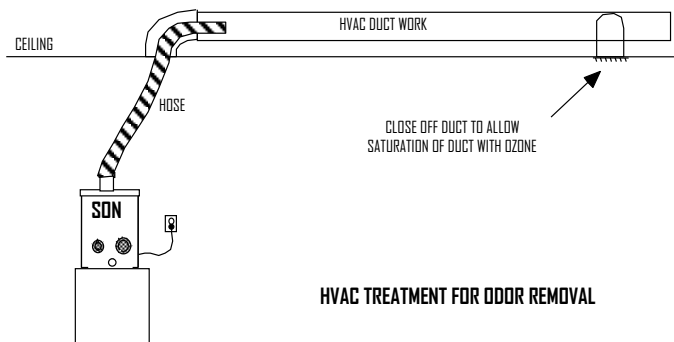 HVAC DUCT WORK
CEILING
HOSE
CLOSE OFF DUCT TO ALLOW
SATURATION OF DUCT WITH OZONE
SON
HVAC TREATMENT FOR ODOR REMOVAL